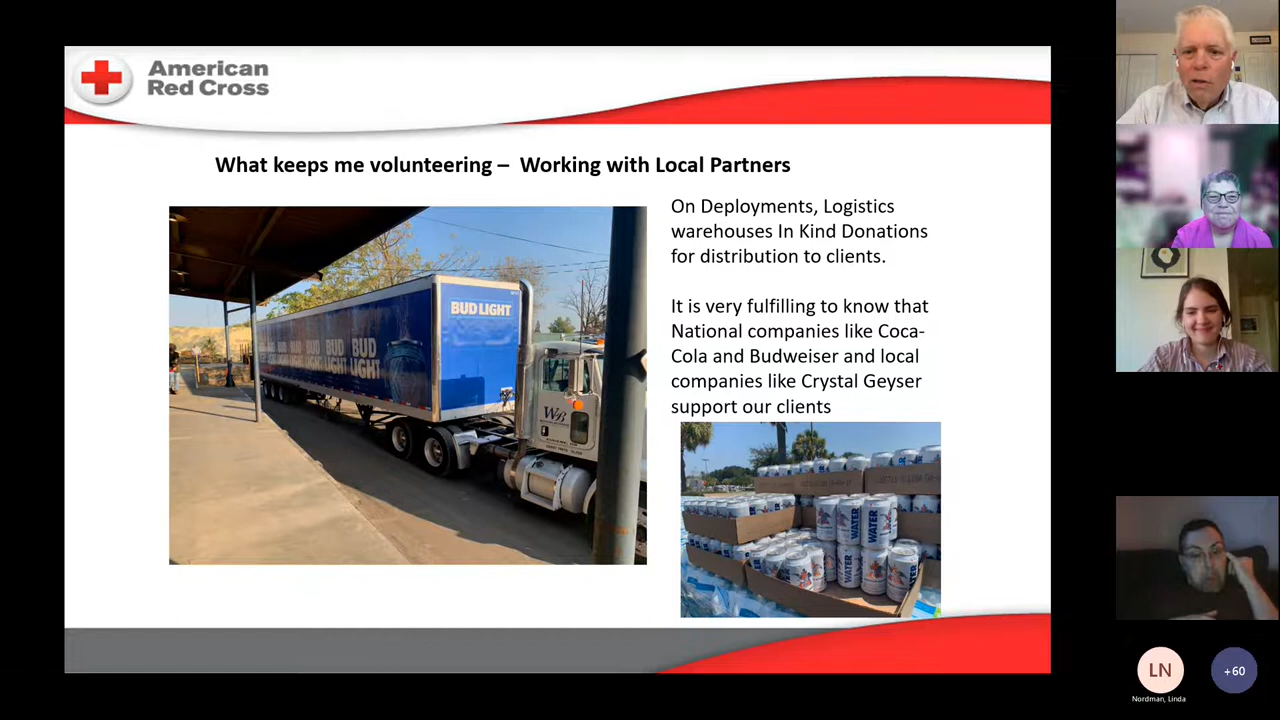 American
Red Cross
What keeps me volunteering – Working with Local Partners
On Deployments, Logistics
warehouses In Kind Donations
for distribution to clients.
It is very fulfilling to know that
National companies like Coca-
Cola and Budweiser and local
companies like Crystal Geyser
support our clients
BUD LIGHT
BUD
LIGHT
WATER
WATER
WATER
WATER
LN
+60
Nordman, Linda